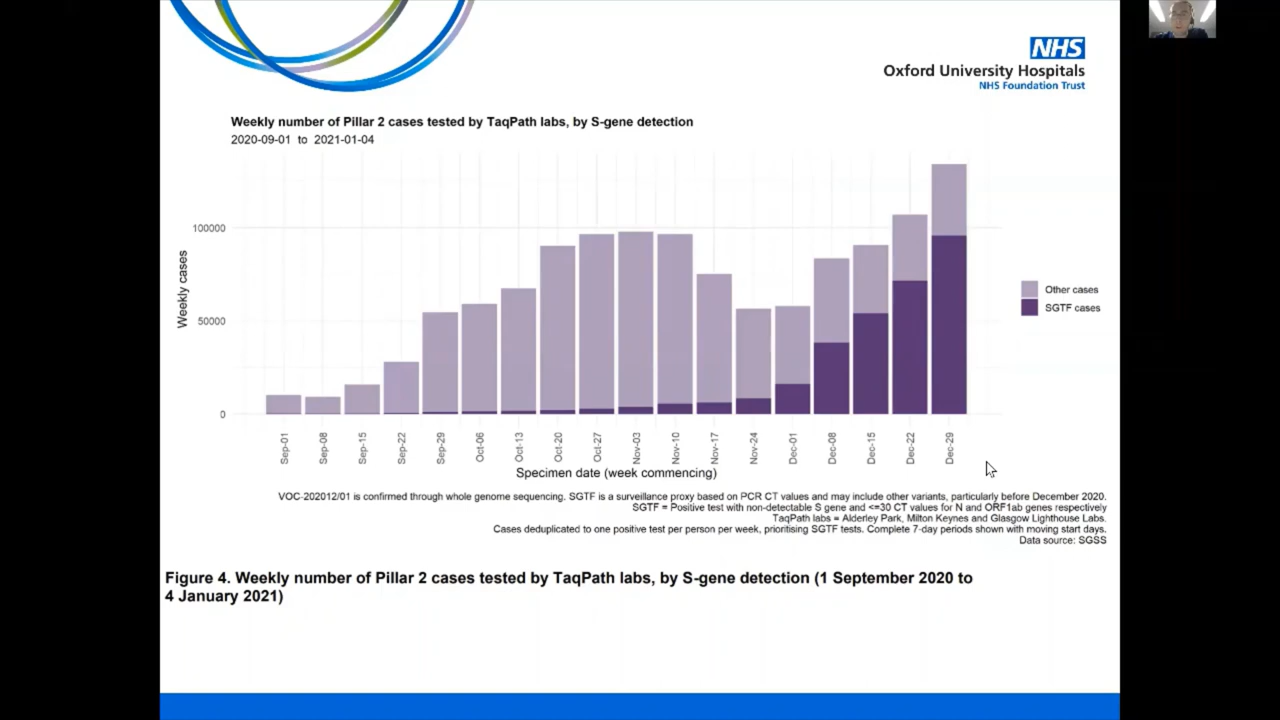 NHS
Oxford University Hospitals
NHS Foundation Trust
Weekly number of Pillar 2 cases tested by TaqPath labs, by S-gene detection
2020-09-01 to 2021-01-04
Weekly cases
100000
50000
0
Other cases
SGTF cases
Sep-01
Sep-08
Sep-15
Sep-22
Sep-29
Oct-06
Oct-13
Oct-20
Oct-27
Nov-03
Nov-10
Nov-17
Nov-24
Dec-01
Dec-08
Dec-15
Dec-22
Dec-29
Specimen date (week commencing)
VOC-202012/01 is confirmed through whole genome sequencing. SGTF is a surveillance proxy based on PCR CT values and may include other variants, particularly before December 2020.
SGTF = Positive test with non-detectable S gene and <=30 CT values for N and ORF1ab genes respectively
TaqPath labs = Alderley Park, Milton Keynes and Glasgow Lighthouse Labs.
Cases deduplicated to one positive test per person per week, prioritising SGTF tests. Complete 7-day periods shown with moving start days.
Data source: SGSS
Figure 4. Weekly number of Pillar 2 cases tested by TaqPath labs, by S-gene detection (1 September 2020 to
4 January 2021)